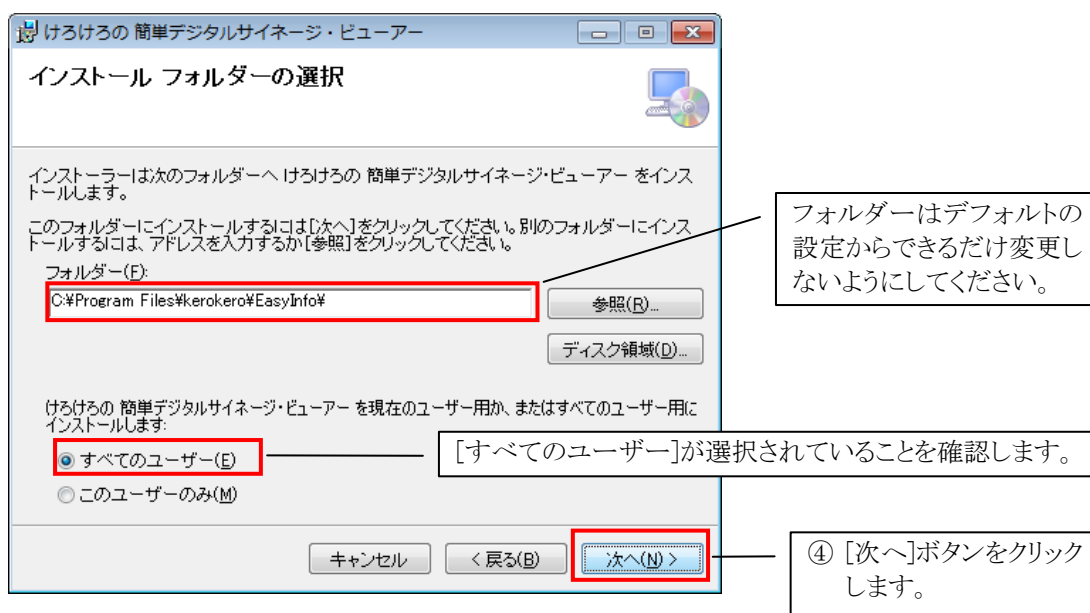 けろけろの 簡単デジタルサイネージ・ビューアー
インストール フォルダーの選択
インストーラーは次のフォルダーへ けろけろの 簡単デジタルサイネージ・ビューアー をインス
トールします。
このフォルダーにインストールするには[次へ]をクリックしてください。別のフォルダーにインス
トールするには、アドレスを入力するか[参照]をクリックしてください。
フォルダー(F):
C:¥Program Files¥kerokero¥EasyInfo¥
参照(R)...
ディスク領域(D)...
フォルダーはデフォルトの
設定からできるだけ変更し
ないようにしてください。
けろけろの 簡単デジタルサイネージ・ビューアー を現在のユーザー用か、またはすべてのユーザー用に
インストールします:
すべてのユーザー(E)
[すべてのユーザー]が選択されていることを確認します。
このユーザーのみ(M)
キャンセル
< 戻る(B)
次へ(N) >
④ [次へ]ボタンをクリック
します。